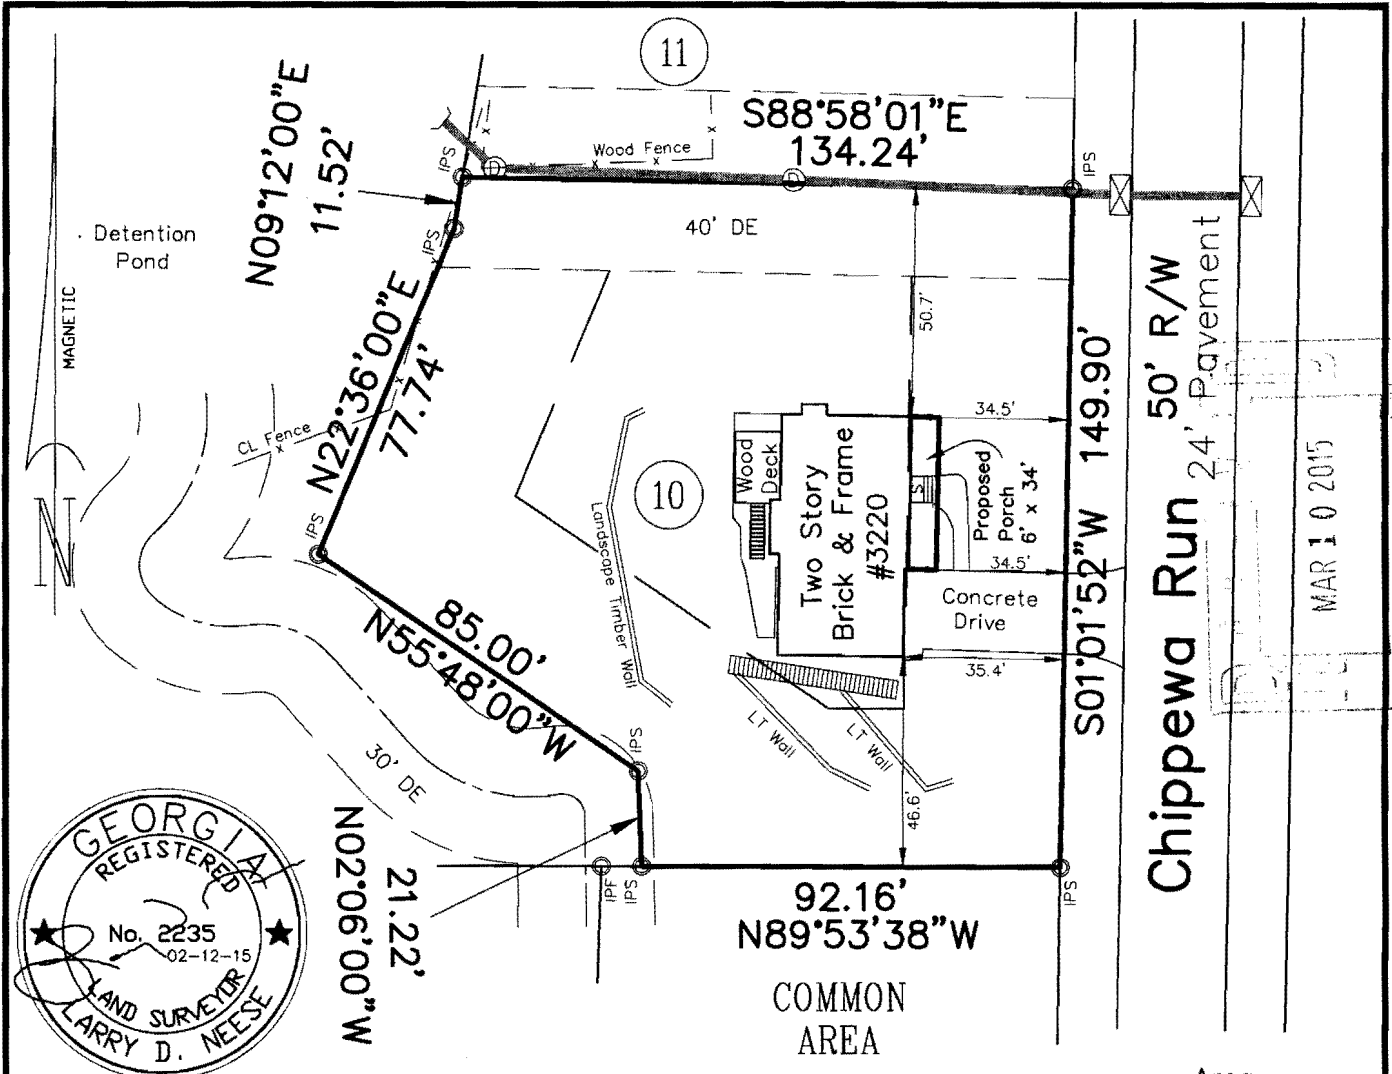 11
S88°58'01"E
134.24'
N09°12'00"E
11.52'
IPS
Wood Fence
D
D
IPS
Detention
Pond
IPS
40' DE
MAGNETIC
N22°36'00"E
77.74'
CL Fence
50.7'
34.5'
149.90'
S01°01'52"W
Chippewa Run 50' R/W
24' Pavement
MAR 10 2015
N
IPS
10
Landscape Timber Wall
Wood
Deck
Two Story
Brick & Frame
#3220
S
Proposed
Porch
6" x 34'
34.5'
Concrete
Drive
35.4'
85.00'
N55°48'00"W
IPS
LT Wall
LT Wall
46.6'
30' DE
21.22'
N02°06'00"W
IPF
IPS
IPS
92.16'
N89°53'38"W
COMMON
AREA
GEORGIA
REGISTERED
No. 2235
02-12-15
LAND SURVEYOR
LARRY D. NEESE